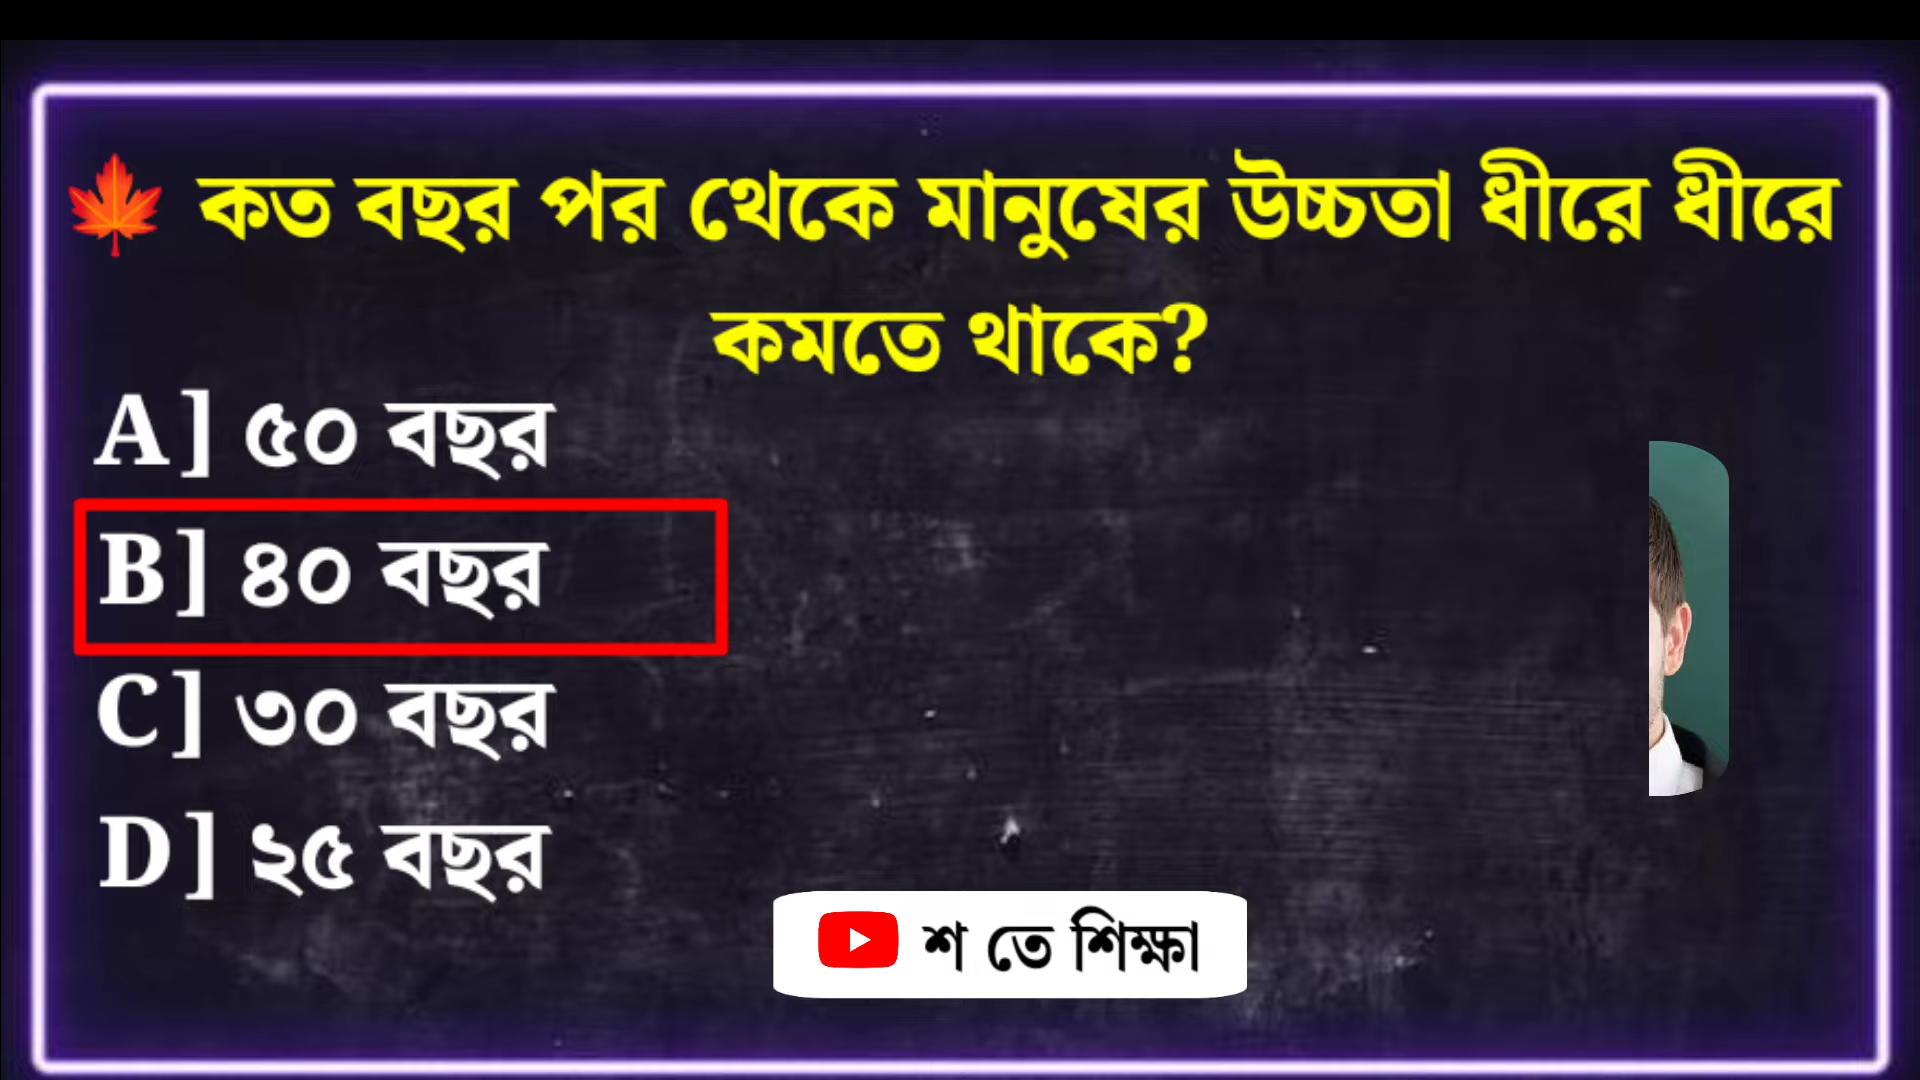 🍁 কত বছর পর থেকে মানুষের উচ্চতা ধীরে ধীরে
কমতে থাকে?
A] ৫০ বছর
B] ৪০ বছর
C] ৩০ বছর
D] ২৫ বছর
শ তে শিক্ষা